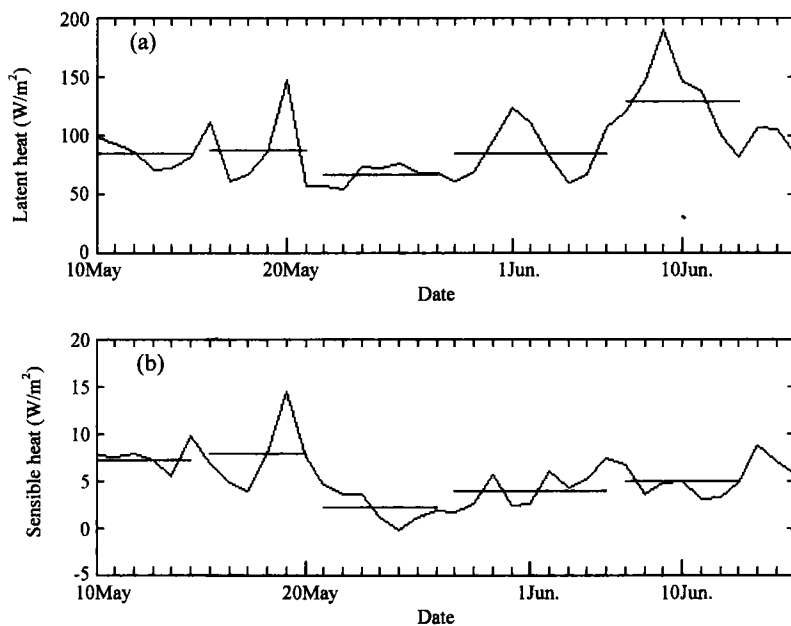 (a)
200
150
100
50
0
Latent heat (W/m²)
10May 20May 1Jun. 10Jun.
Date
(b)
20
15
10
5
0
-5
Sensible heat (W/m²)
10May 20May 1Jun. 10Jun.
Date